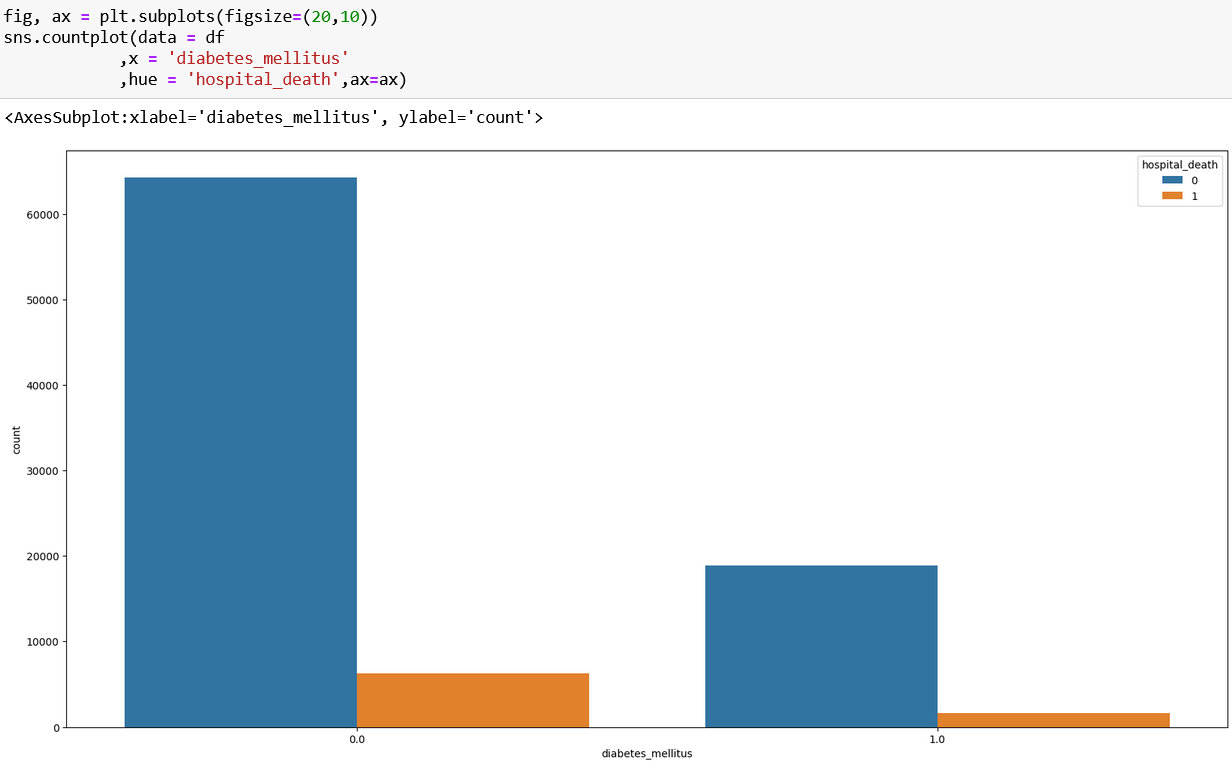 fig, ax = plt.subplots(figsize=(20,10))
sns.countplot(data = df
,x = 'diabetes_mellitus'
,hue = 'hospital_death',ax=ax)
<AxesSubplot:xlabel='diabetes_mellitus', ylabel='count'>
hospital_death
0
1
60000
50000
40000
30000
20000
10000
0
count
0.0
1.0
diabetes_mellitus